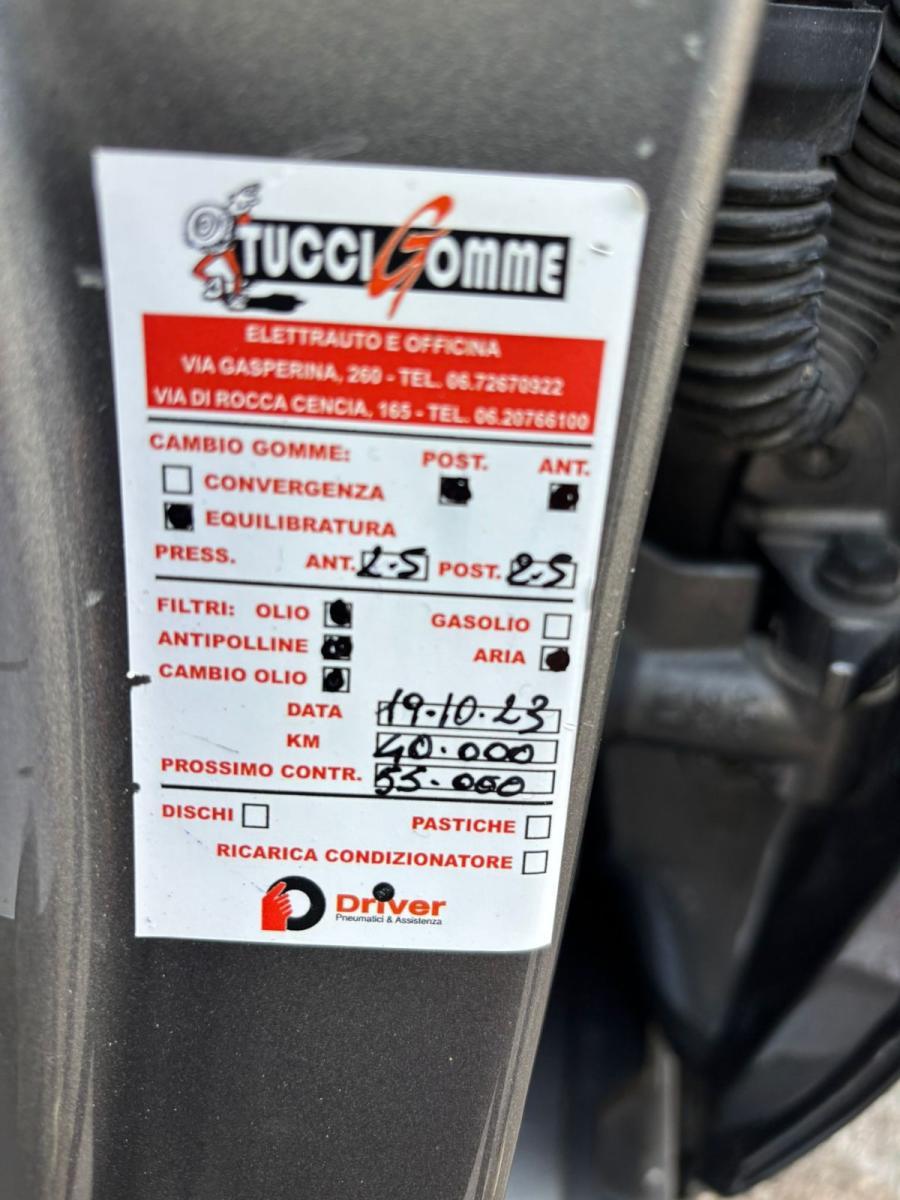 TUCCI GOMME
ELETTRAUTO E OFFICINA
VIA GASPERINA, 260 - TEL. 06.72670922
VIA DI ROCCA CENCIA, 165 - TEL. 06.20766100
CAMBIO GOMME: POST. ANT.
CONVERGENZA
EQUILIBRATURA
PRESS. ANT. 2.5 POST. 2.5
FILTRI: OLIO GASOLIO
ANTIPOLLINE ARIA
CAMBIO OLIO
DATA 19.10.23
KM 40.000
PROSSIMO CONTR. 55.000
DISCHI PASTICHE
RICARICA CONDIZIONATORE
Driver
Pneumatici & Assistenza